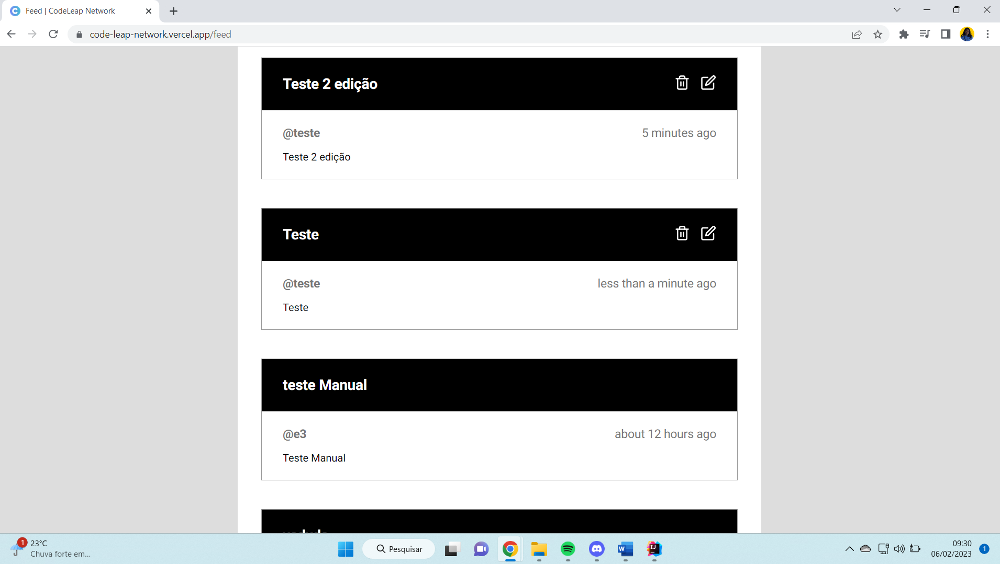 Feed | CodeLeap Network
code-leap-network.vercel.app/feed
Teste 2 edição
@teste
5 minutes ago
Teste 2 edição
Teste
@teste
less than a minute ago
Teste
teste Manual
@e3
about 12 hours ago
Teste Manual
1
23°C
Chuva forte em...
Pesquisar
W
IJ
09:30
06/02/2023
1